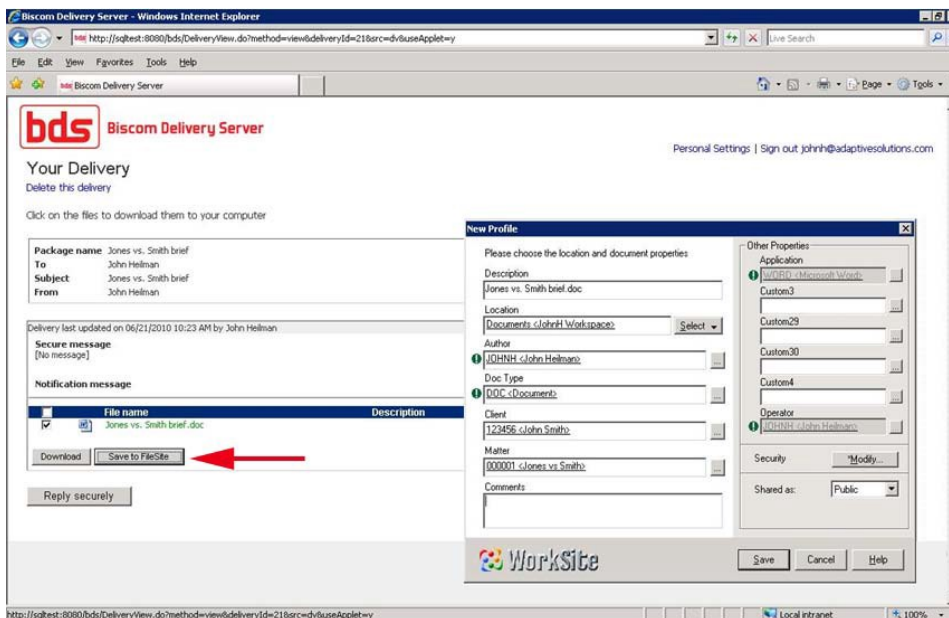 Biscom Delivery Server - Windows Internet Explorer
http://sqltest:8080/bds/DeliveryView.do?method=view&deliveryId=21&src=dv&useApplet=y
Live Search
File Edit View Favorites Tools Help
bds Biscom Delivery Server
Page Tools
bds Biscom Delivery Server
Personal Settings | Sign out johnh@adaptivesolutions.com
Your Delivery
Delete this delivery
Click on the files to download them to your computer
Package name Jones vs. Smith brief
To John Heilman
Subject Jones vs. Smith brief
From John Heilman
Delivery last updated on 06/21/2010 10:23 AM by John Heilman
Secure message
[No message]
Notification message
File name Description
Jones vs. Smith brief.doc
Download Save to FileSite
Reply securely
New Profile
Please choose the location and document properties
Description
Jones vs. Smith brief.doc
Location
Documents <JohnH Workspace>
Select
Author
JOHNH <John Heilman>
...
Doc Type
DOC <Document>
...
Client
123456 <John Smith>
...
Matter
000001 <Jones vs Smith>
...
Comments
Other Properties
Application
WORD <Microsoft Word>
...
Custom3
...
Custom29
...
Custom30
...
Custom4
...
Operator
JOHNH <John Heilman>
...
Security
*Modify...
Shared as:
Public
WorkSite
Save Cancel Help
http://sqltest:8080/bds/DeliveryView.do?method=view&deliveryId=21&src=dv&useApplet=y
Local intranet
100%